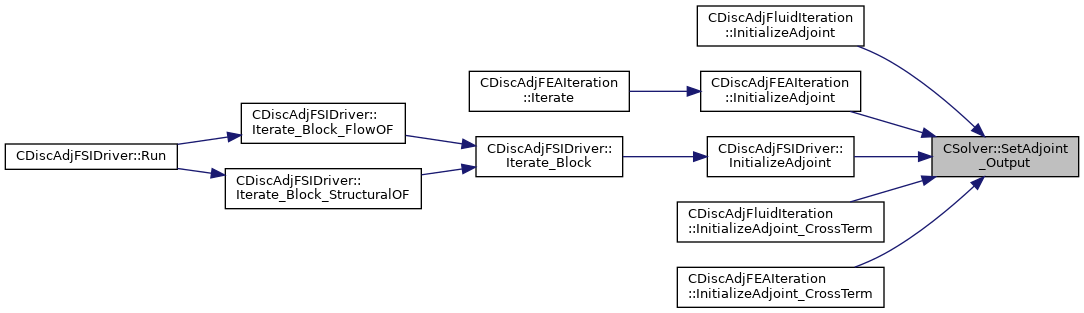 CDiscAdjFluidIteration
::InitializeAdjoint
CDiscAdjFEAIteration
::Iterate
CDiscAdjFEAIteration
::InitializeAdjoint
CDiscAdjFSIDriver::
Iterate_Block_FlowOF
CDiscAdjFSIDriver::Run
CDiscAdjFSIDriver::
Iterate_Block
CDiscAdjFSIDriver::
InitializeAdjoint
CSolver::SetAdjoint
_Output
CDiscAdjFSIDriver::
Iterate_Block_StructuralOF
CDiscAdjFluidIteration
::InitializeAdjoint_CrossTerm
CDiscAdjFEAIteration
::InitializeAdjoint_CrossTerm